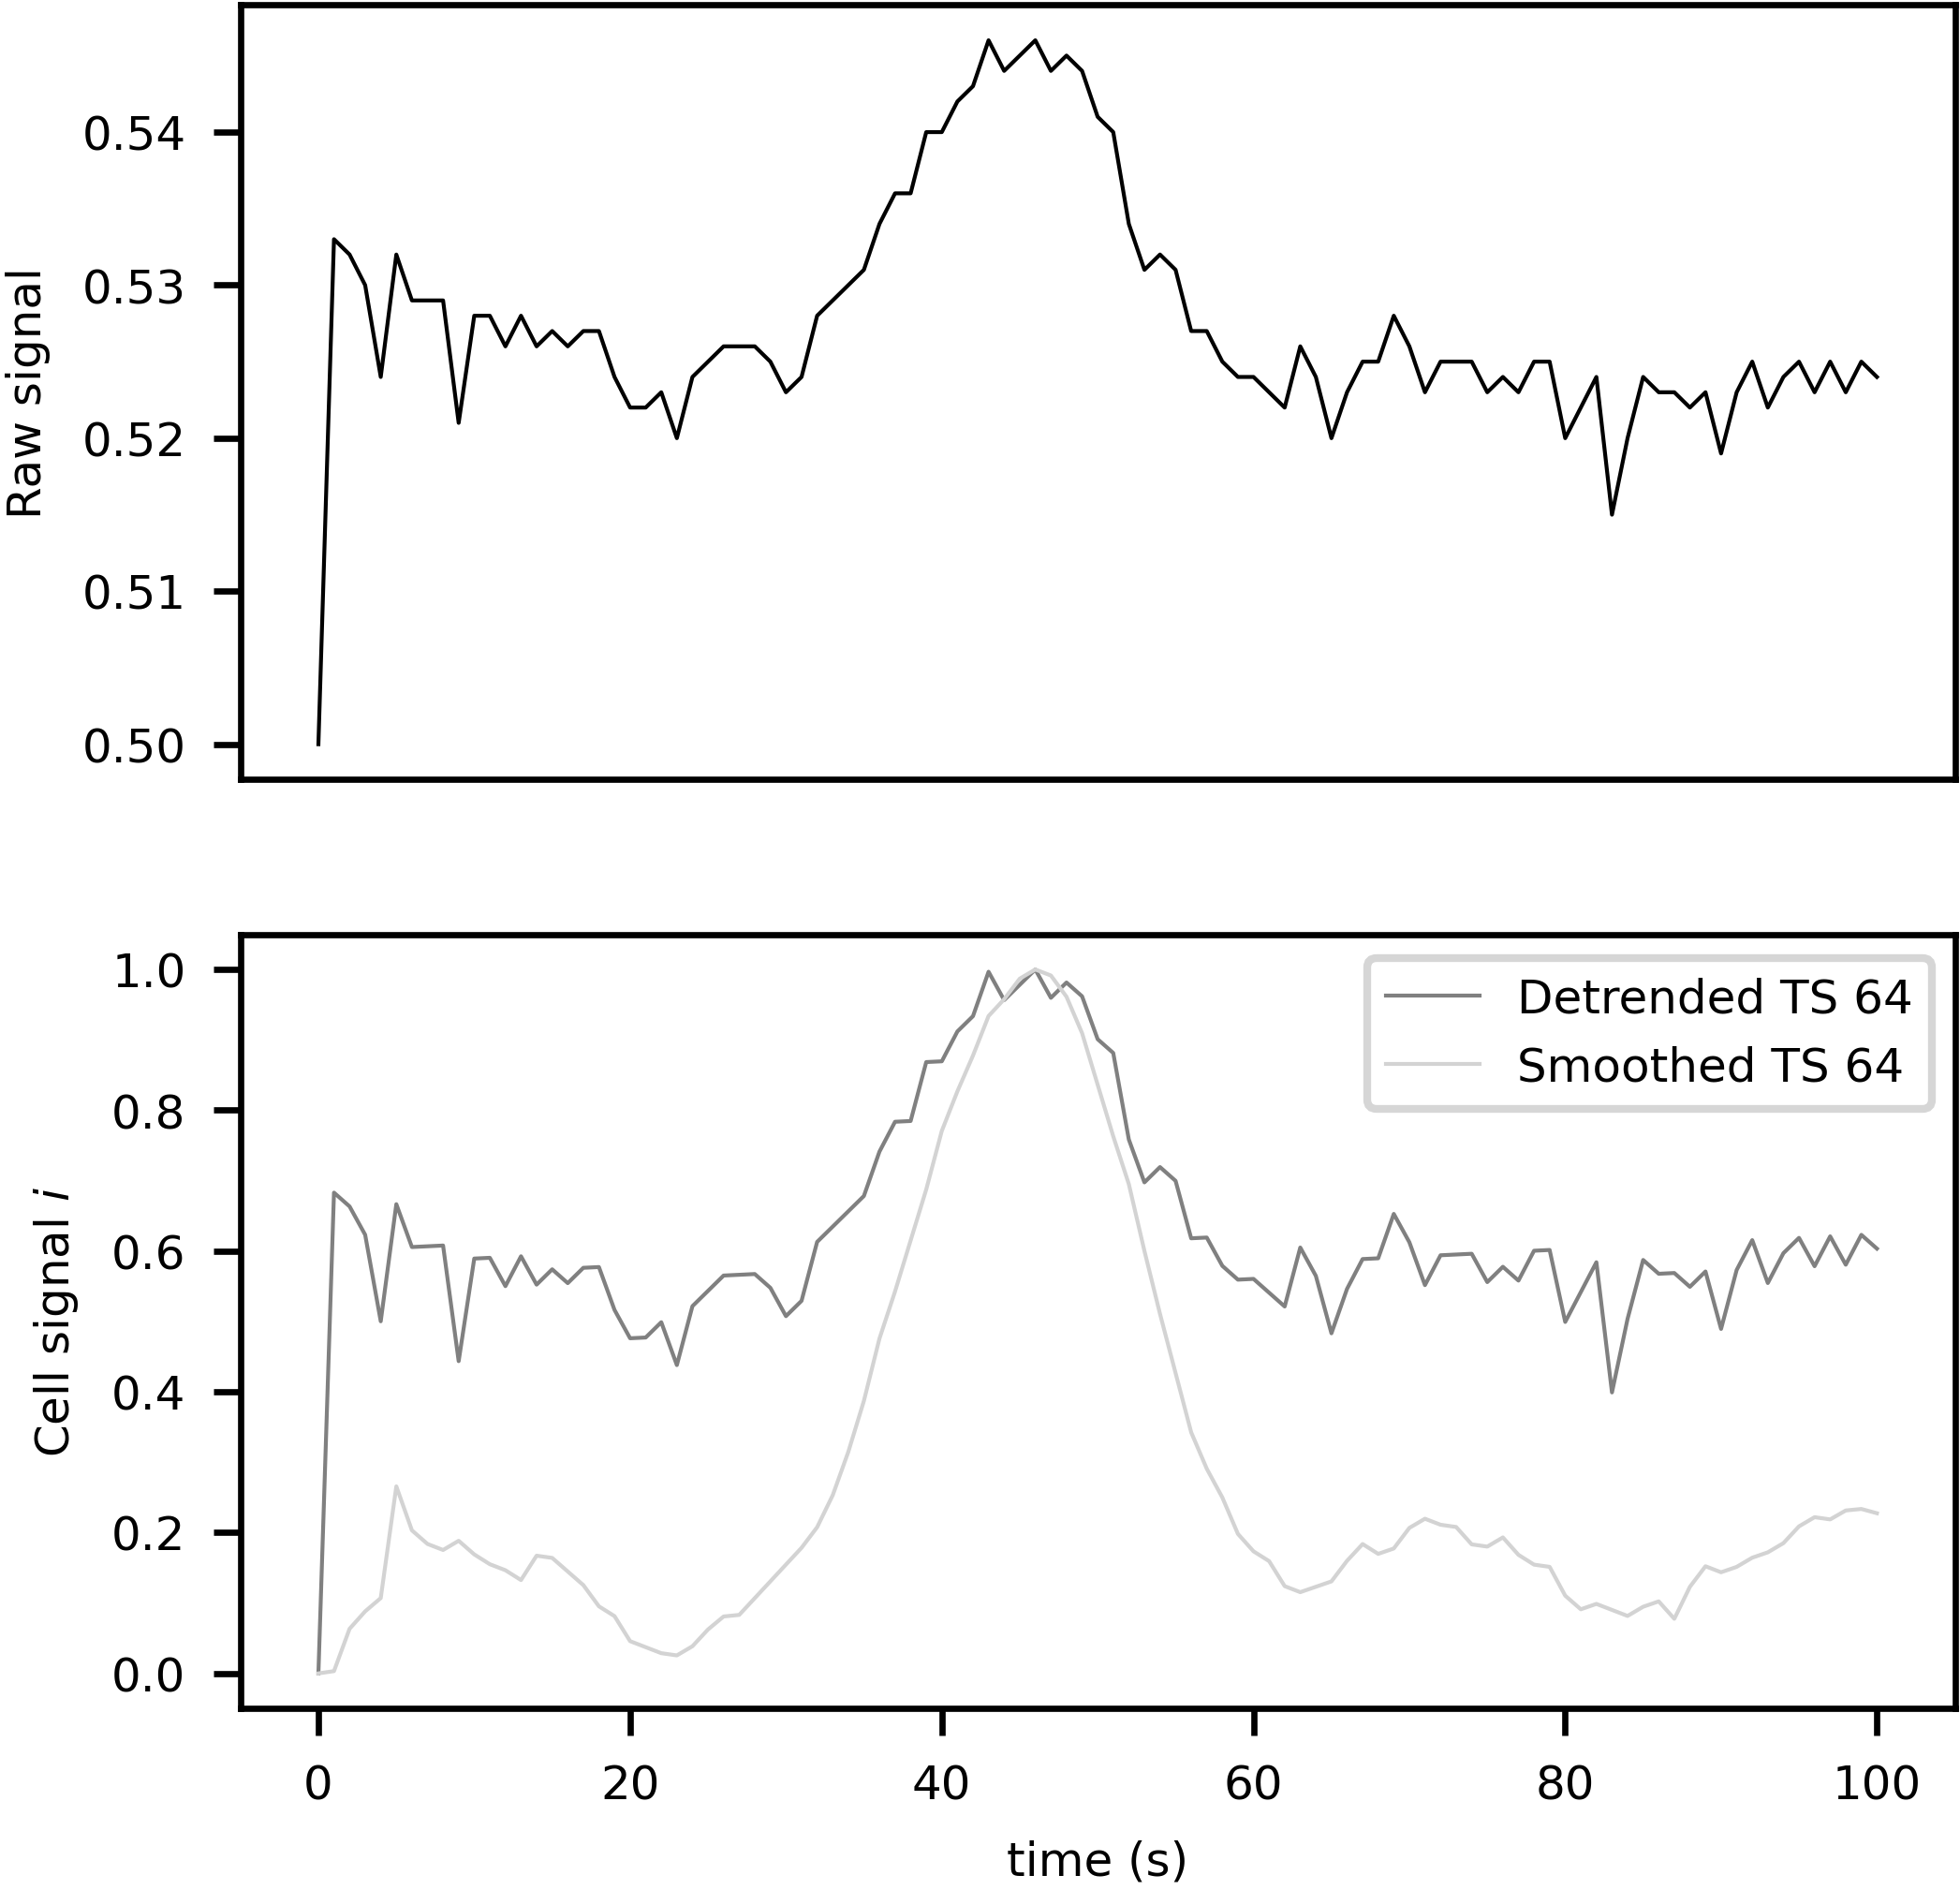 Raw signal
0.54
0.53
0.52
0.51
0.50
Cell signal i
1.0
0.8
0.6
0.4
0.2
0.0
Detrended TS 64
Smoothed TS 64
0 20 40 60 80 100
time (s)